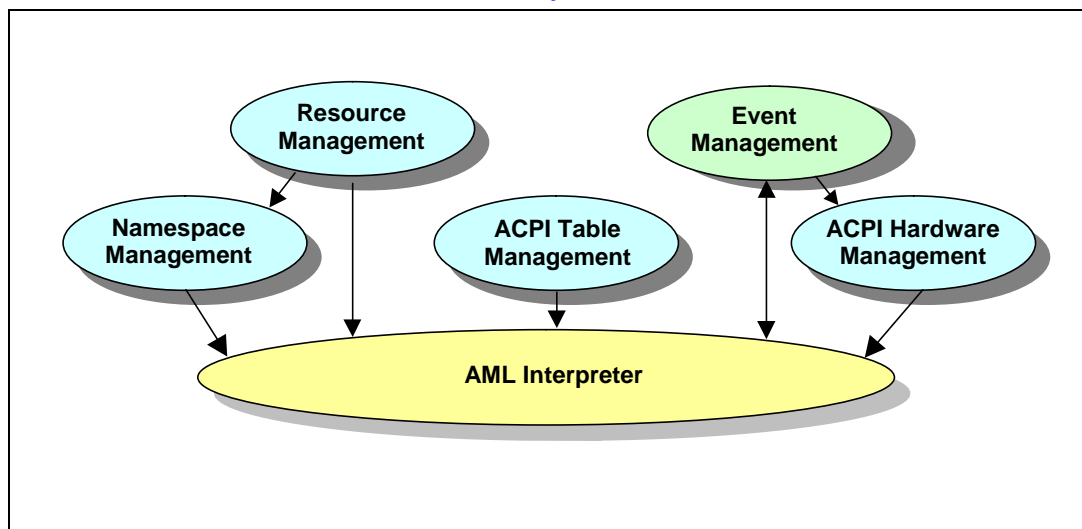 Resource
Management
Event
Management
Namespace
Management
ACPI Table
Management
ACPI Hardware
Management
AML Interpreter